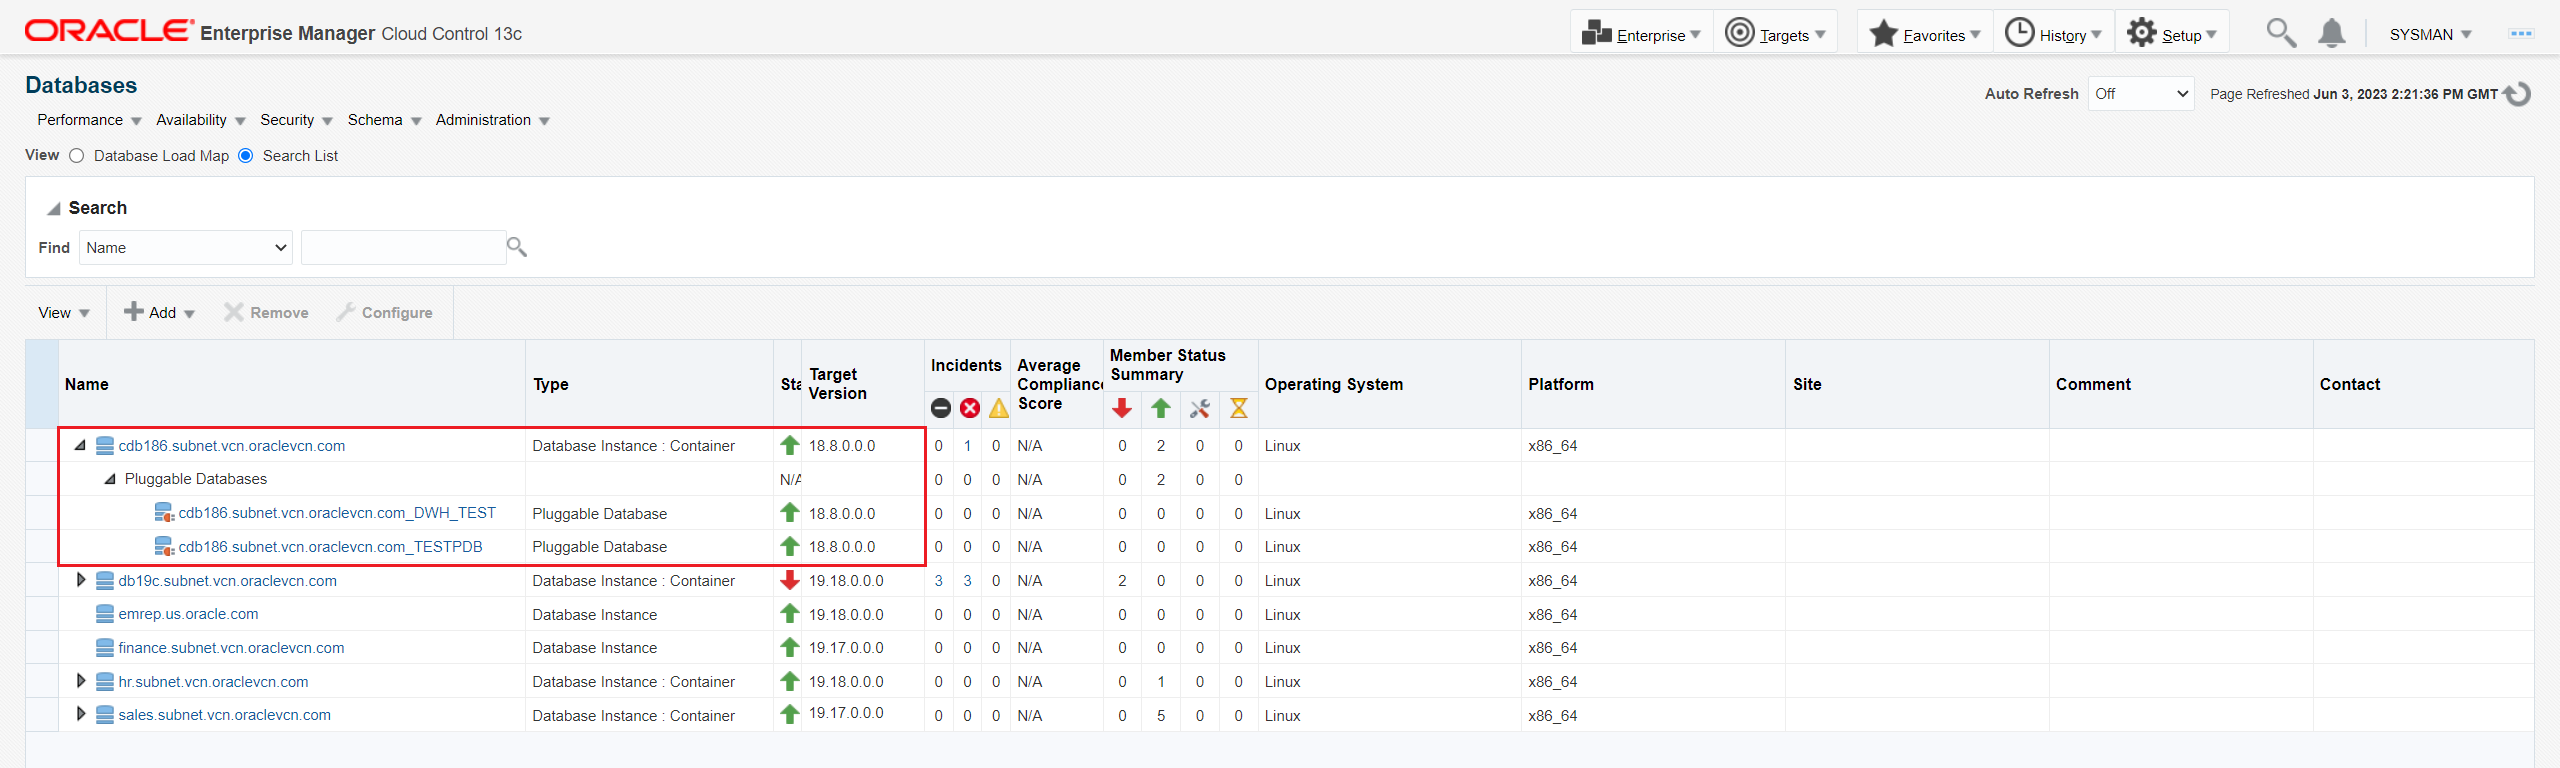 ORACLE Enterprise Manager Cloud Control 13c Enterprise Targets Favorites History Setup SYSMAN
Databases
Auto Refresh Off Page Refreshed Jun 3, 2023 2:21:36 PM GMT
Performance Availability Security Schema Administration
View Database Load Map Search List
Search
Find Name
View Add Remove Configure
Name Type Sta Target Version Incidents Average Compliance Score Member Status Summary Operating System Platform Site Comment Contact
cdb186.subnet.vcn.oraclevcn.com Database Instance : Container 18.8.0.0.0 0 1 0 N/A 0 2 0 0 Linux x86_64
Pluggable Databases N/A 0 0 0 N/A 0 2 0 0
cdb186.subnet.vcn.oraclevcn.com_DWH_TEST Pluggable Database 18.8.0.0.0 0 0 0 N/A 0 0 0 0 Linux x86_64
cdb186.subnet.vcn.oraclevcn.com_TESTPDB Pluggable Database 18.8.0.0.0 0 0 0 N/A 0 0 0 0 Linux x86_64
db19c.subnet.vcn.oraclevcn.com Database Instance : Container 19.18.0.0.0 3 3 0 N/A 2 0 0 0 Linux x86_64
emrep.us.oracle.com Database Instance 19.18.0.0.0 0 0 0 N/A 0 0 0 0 Linux x86_64
finance.subnet.vcn.oraclevcn.com Database Instance 19.17.0.0.0 0 0 0 N/A 0 0 0 0 Linux x86_64
hr.subnet.vcn.oraclevcn.com Database Instance : Container 19.18.0.0.0 0 0 0 N/A 0 1 0 0 Linux x86_64
sales.subnet.vcn.oraclevcn.com Database Instance : Container 19.17.0.0.0 0 0 0 N/A 0 5 0 0 Linux x86_64